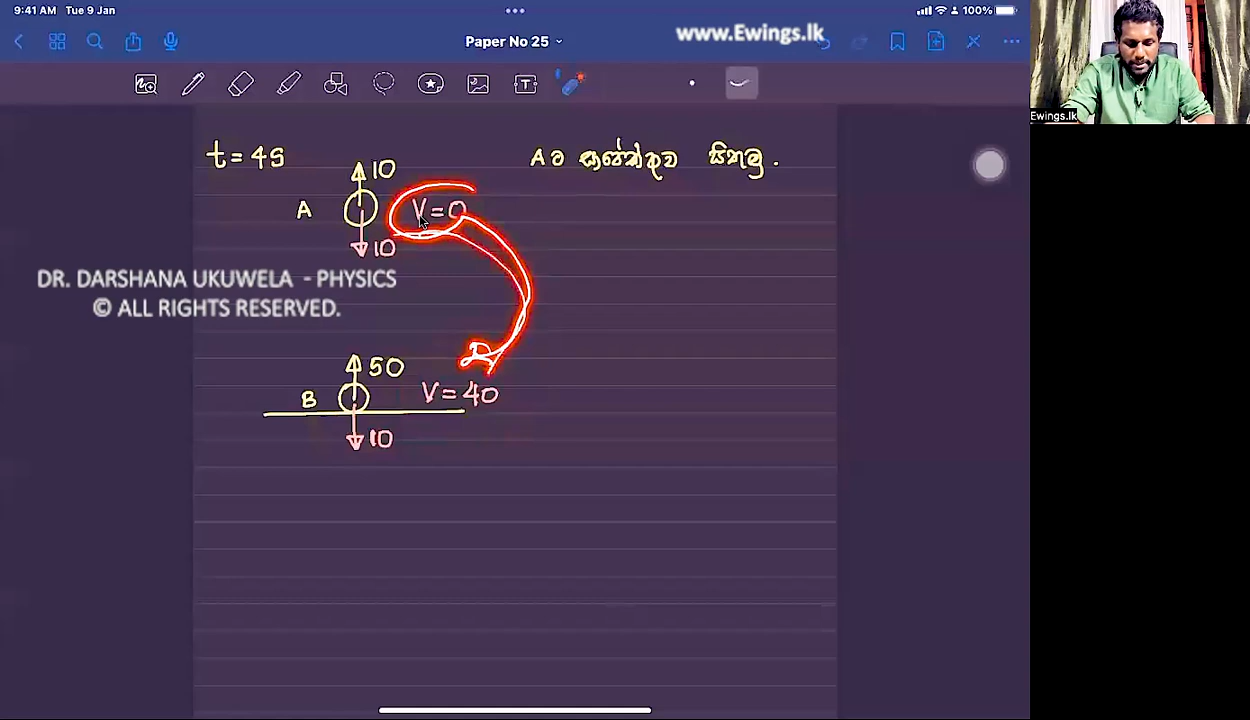 9:41 AM Tue 9 Jan
100%
Paper No 25
www.Ewings.lk
Ewings.lk
t = 4s
A ට සාපේක්ෂව සිතමු .
10
A
V = 0
10
DR. DARSHANA UKUWELA - PHYSICS
© ALL RIGHTS RESERVED.
50
B
V = 40
10